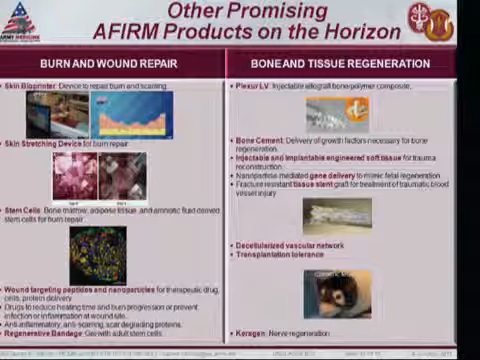 Other Promising
AFIRM Products on the Horizon
ARMY MEDICINE
BURN AND WOUND REPAIR
BONE AND TISSUE REGENERATION
• Skin Bioprinter: Device to repair burn and scarring.
• Skin Stretching Device for burn repair
• Stem Cells: Bone marrow, adipose tissue, and amniotic fluid derived
stem cells for burn repair
• Wound targeting peptides and nanoparticles for therapeutic drug,
cells, protein delivery
• Drugs to reduce healing time and burn progression or prevent
infection or inflammation at wound site.
• Anti-inflammatory, anti-scarring, scar degrading proteins.
• Regenerative Bandage: Gel with adult stem cells.
• Plexur LV: Injectable allograft bone/polymer composite.
• Bone Cement: Delivery of growth factors necessary for bone
regeneration.
• Injectable and implantable engineered soft tissue for trauma
reconstruction
• Nanoparticle-mediated gene delivery to mimic fetal regeneration
• Fracture resistant tissue stent graft for treatment of traumatic blood
vessel injury
• Decellularized vascular network
• Transplantation tolerance
• Keragen: Nerve regeneration